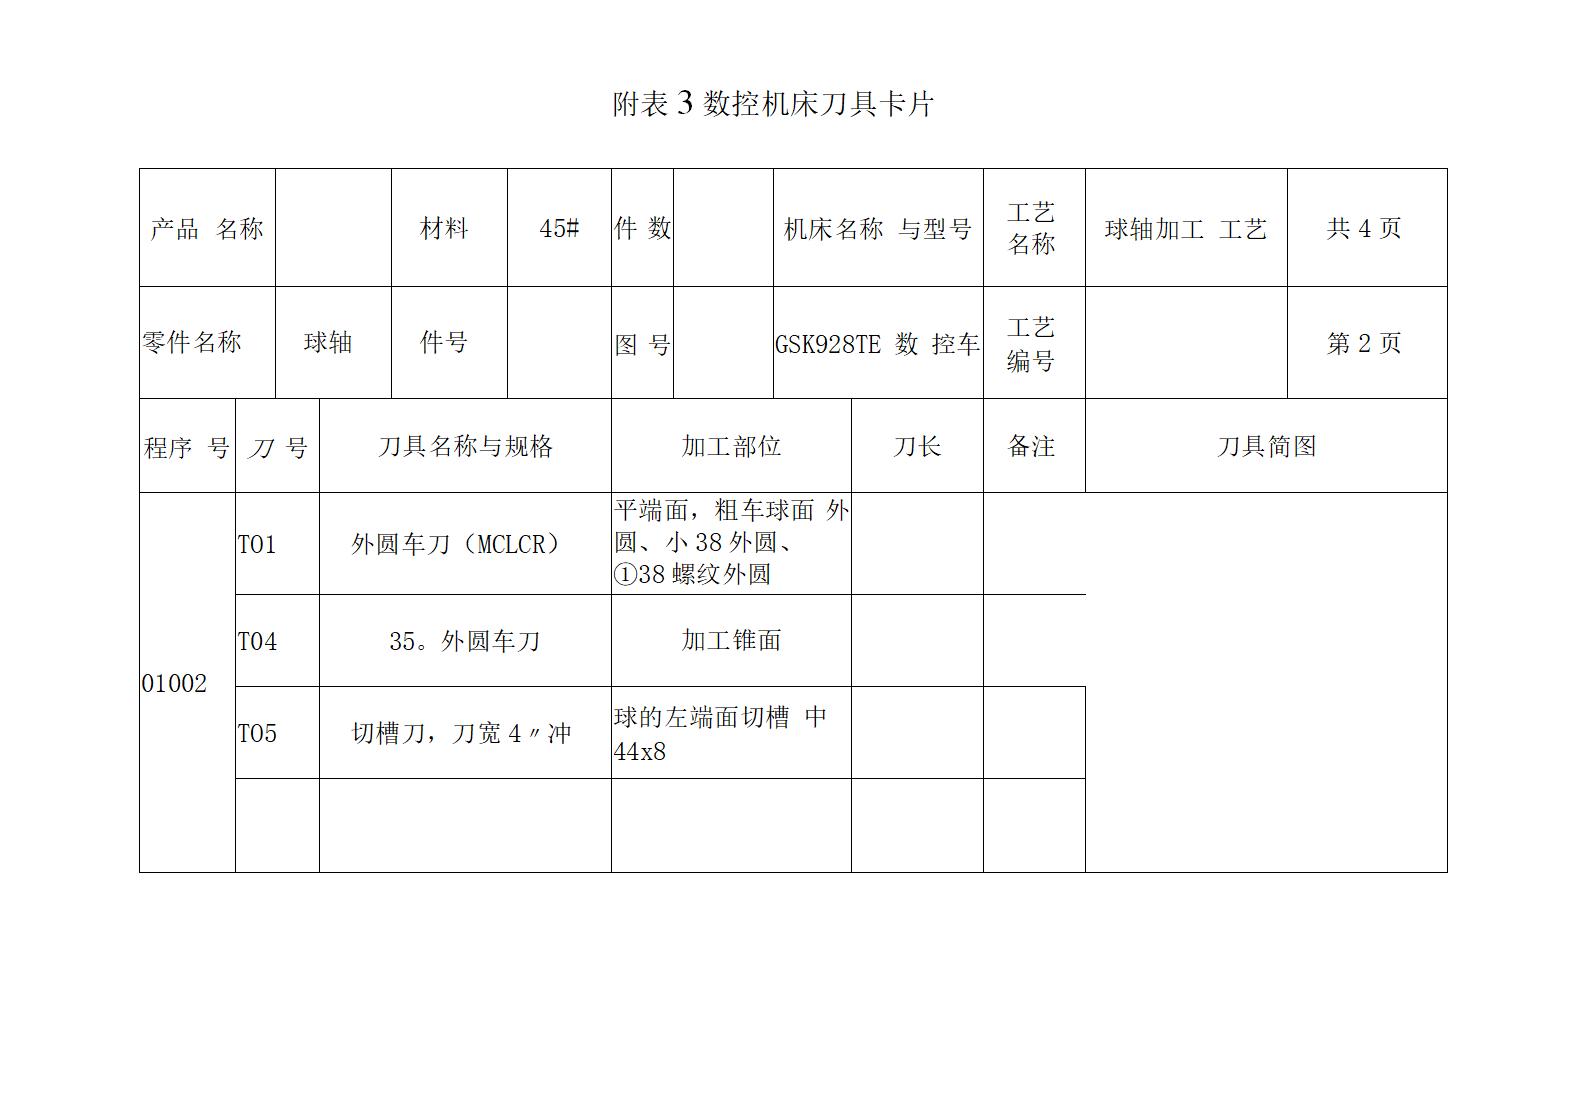 附表 3 数控机床刀具卡片
产品 名称 材料 45# 件 数 机床名称 与型号 工艺名称 球轴加工 工艺 共 4 页
零件名称 球轴 件号 图 号 GSK928TE 数 控车 工艺编号 第 2 页
程序 号 刀 号 刀具名称与规格 加工部位 刀长 备注 刀具简图
01002
T01 外圆车刀（MCLCR） 平端面，粗车球面 外
圆、小 38 外圆、
①38 螺纹外圆
T04 35。外圆车刀 加工锥面
T05 切槽刀，刀宽 4〃冲 球的左端面切槽 中
44x8